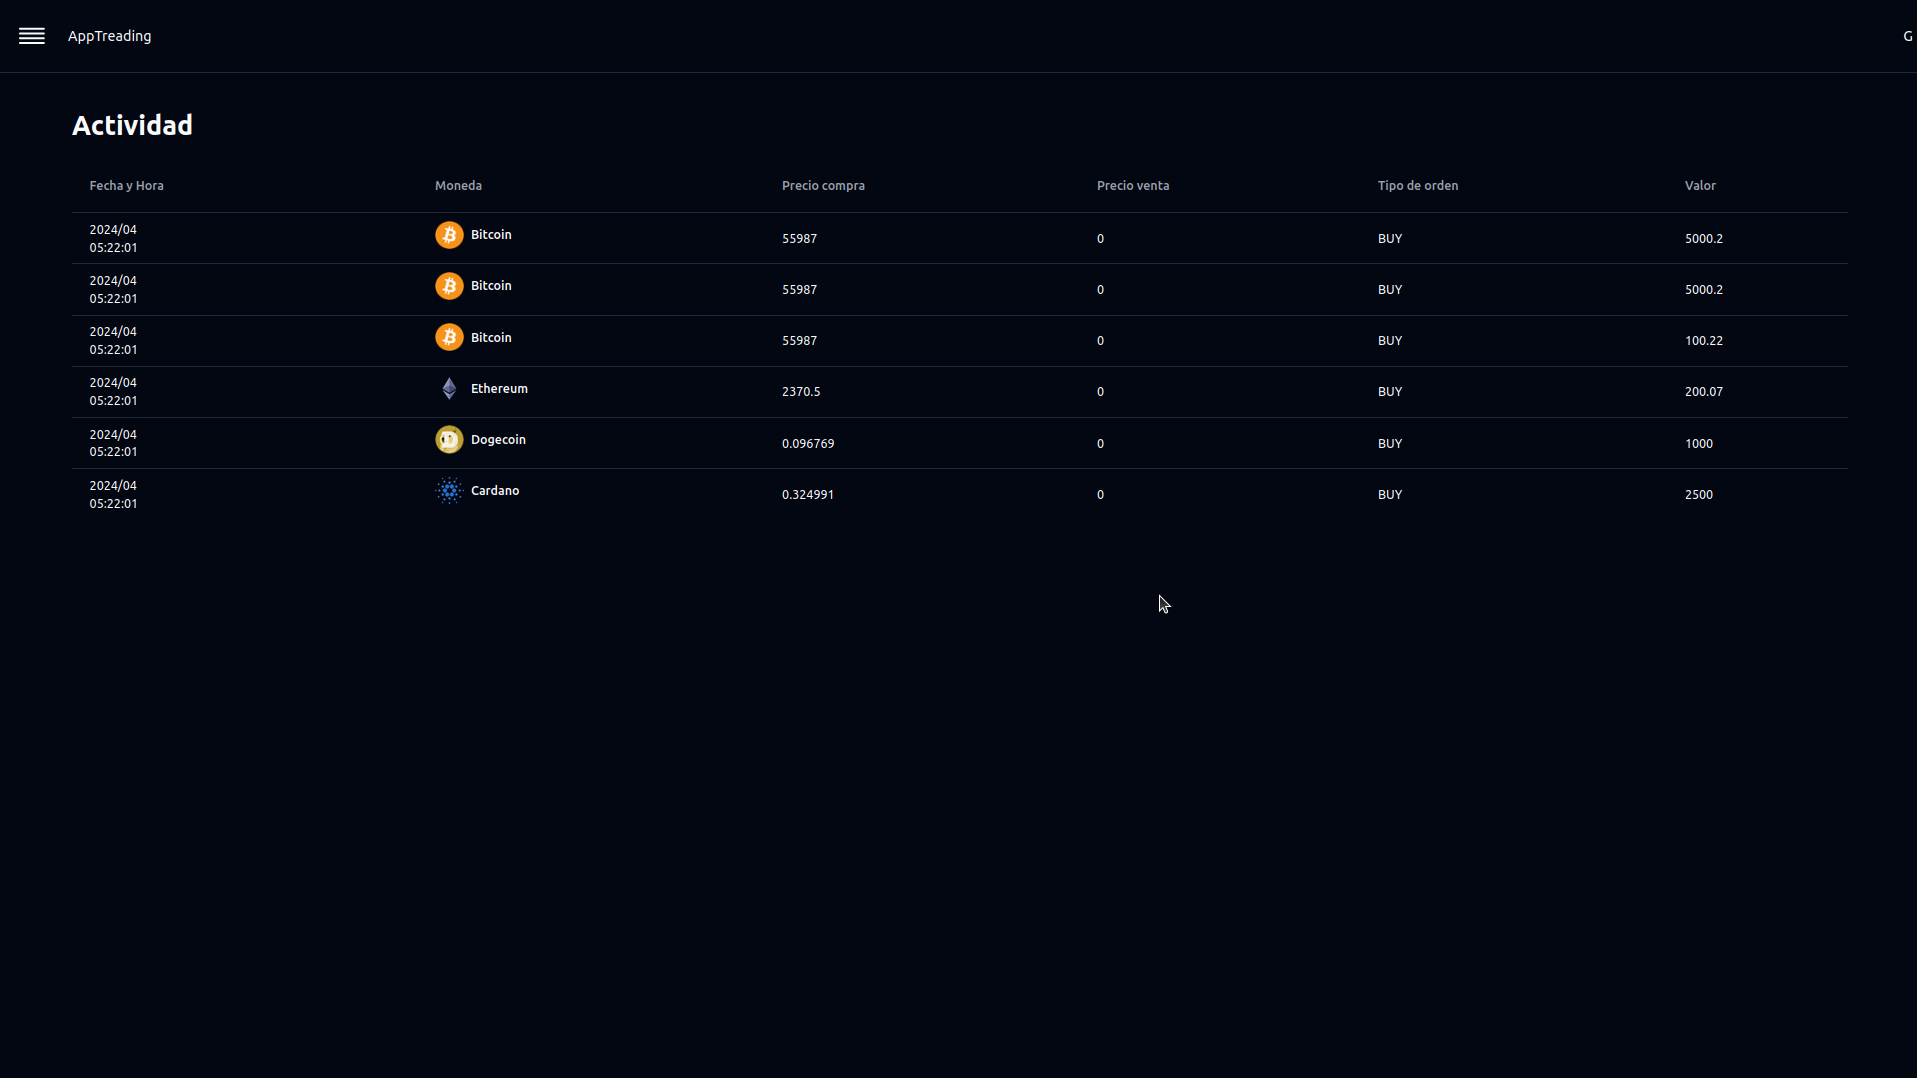 AppTreading
G
Actividad
Fecha y Hora Moneda Precio compra Precio venta Tipo de orden Valor
2024/04
05:22:01 Bitcoin 55987 0 BUY 5000.2
2024/04
05:22:01 Bitcoin 55987 0 BUY 5000.2
2024/04
05:22:01 Bitcoin 55987 0 BUY 100.22
2024/04
05:22:01 Ethereum 2370.5 0 BUY 200.07
2024/04
05:22:01 Dogecoin 0.096769 0 BUY 1000
2024/04
05:22:01 Cardano 0.324991 0 BUY 2500